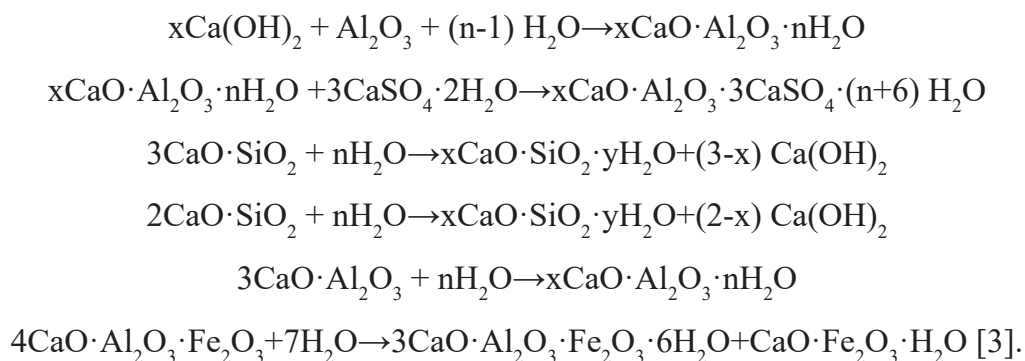 xCa(OH)₂ + Al₂O₃ + (n-1) H₂O→xCaO·Al₂O₃·nH₂O
xCaO·Al₂O₃·nH₂O +3CaSO₄·2H₂O→xCaO·Al₂O₃·3CaSO₄·(n+6) H₂O
3CaO·SiO₂ + nH₂O→xCaO·SiO₂·yH₂O+(3-x) Ca(OH)₂
2CaO·SiO₂ + nH₂O→xCaO·SiO₂·yH₂O+(2-x) Ca(OH)₂
3CaO·Al₂O₃ + nH₂O→xCaO·Al₂O₃·nH₂O
4CaO·Al₂O₃·Fe₂O₃+7H₂O→3CaO·Al₂O₃·Fe₂O₃·6H₂O+CaO·Fe₂O₃·H₂O [3].